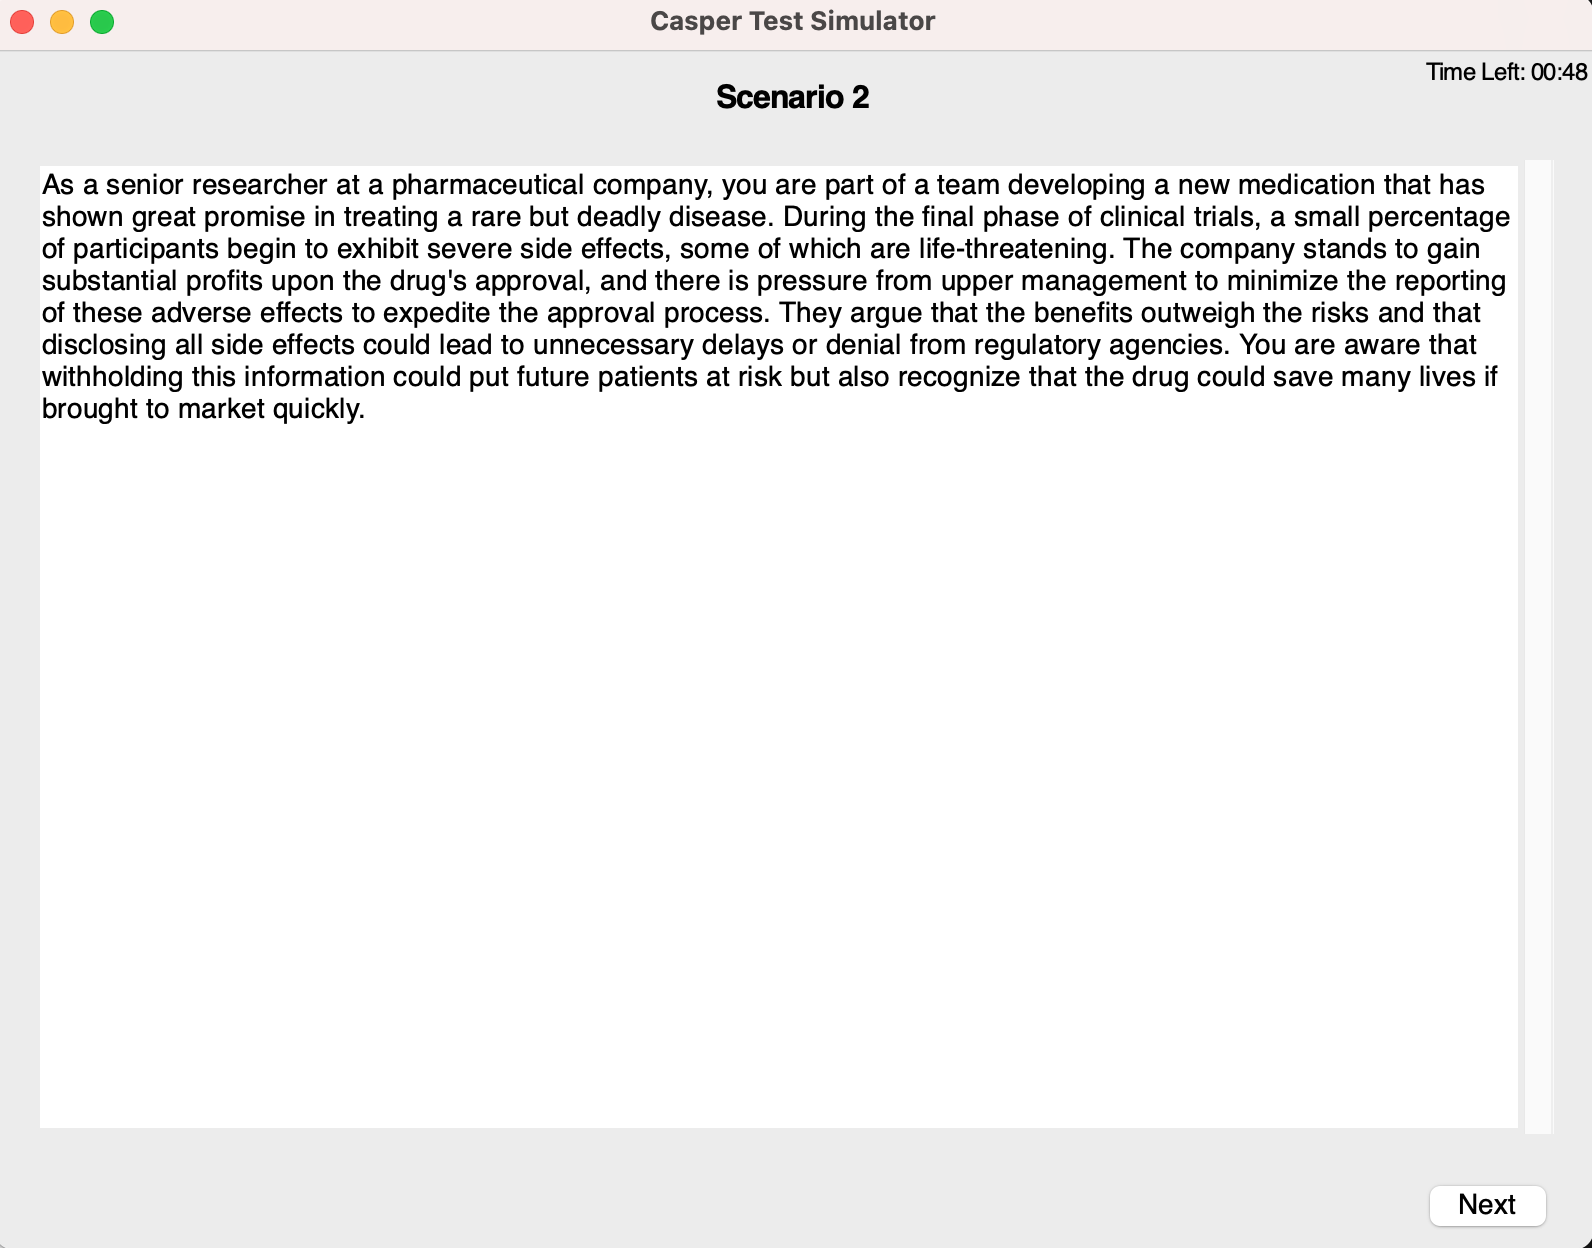 Casper Test Simulator
Time Left: 00:48
Scenario 2
As a senior researcher at a pharmaceutical company, you are part of a team developing a new medication that has
shown great promise in treating a rare but deadly disease. During the final phase of clinical trials, a small percentage
of participants begin to exhibit severe side effects, some of which are life-threatening. The company stands to gain
substantial profits upon the drug's approval, and there is pressure from upper management to minimize the reporting
of these adverse effects to expedite the approval process. They argue that the benefits outweigh the risks and that
disclosing all side effects could lead to unnecessary delays or denial from regulatory agencies. You are aware that
withholding this information could put future patients at risk but also recognize that the drug could save many lives if
brought to market quickly.
Next